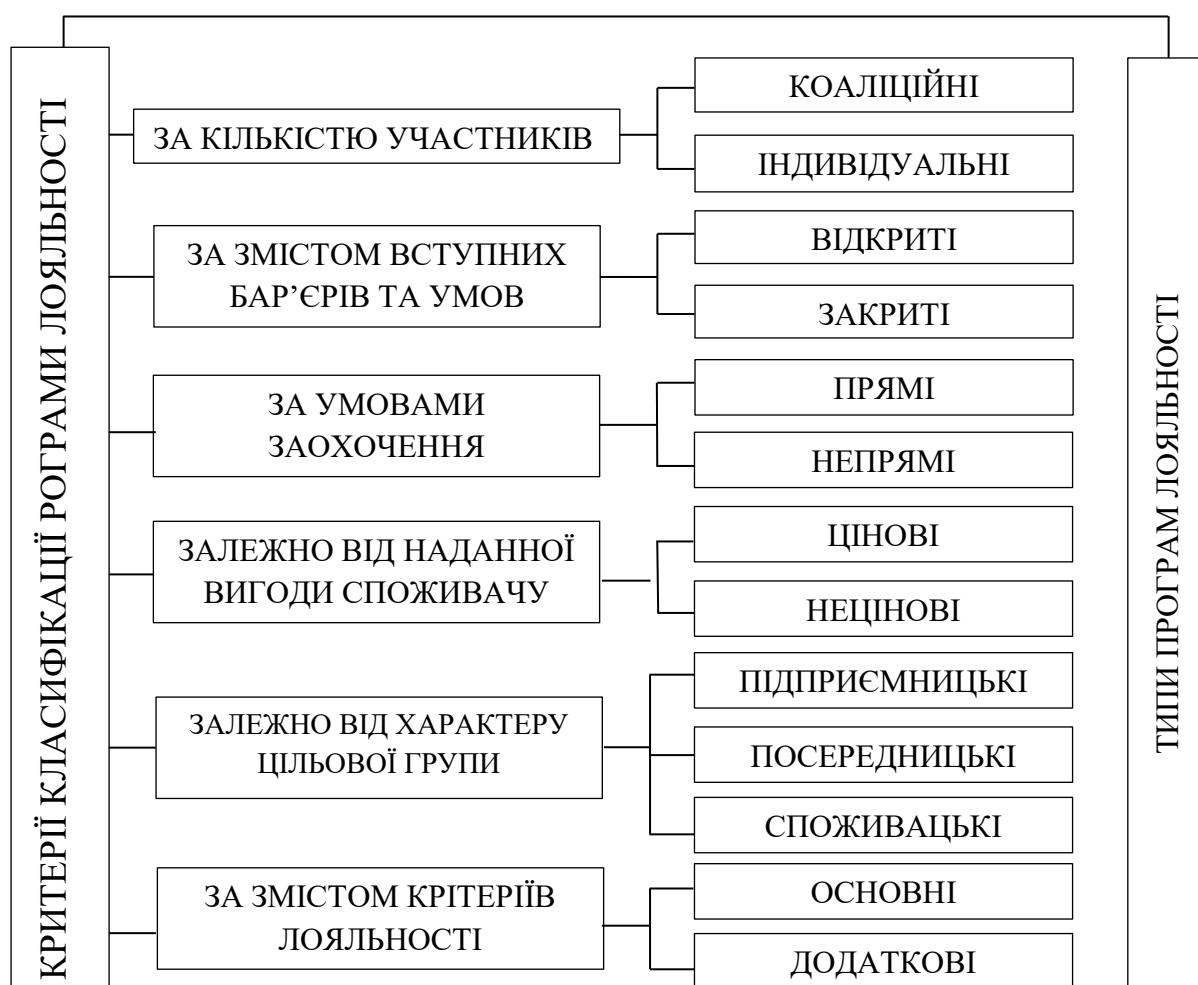 КРИТЕРІЇ КЛАСИФІКАЦІЇ РОГРАМИ ЛОЯЛЬНОСТІ
ЗА КІЛЬКІСТЮ УЧАСТНИКІВ
КОАЛІЦІЙНІ
ІНДИВІДУАЛЬНІ
ЗА ЗМІСТОМ ВСТУПНИХ
БАР’ЄРІВ ТА УМОВ
ВІДКРИТІ
ЗАКРИТІ
ЗА УМОВАМИ
ЗАОХОЧЕННЯ
ПРЯМІ
НЕПРЯМІ
ЗАЛЕЖНО ВІД НАДАННОЇ
ВИГОДИ СПОЖИВАЧУ
ЦІНОВІ
НЕЦІНОВІ
ЗАЛЕЖНО ВІД ХАРАКТЕРУ
ЦІЛЬОВОЇ ГРУПИ
ПІДПРИЄМНИЦЬКІ
ПОСЕРЕДНИЦЬКІ
СПОЖИВАЦЬКІ
ЗА ЗМІСТОМ КРІТЕРІЇВ
ЛОЯЛЬНОСТІ
ОСНОВНІ
ДОДАТКОВІ
ТИПИ ПРОГРАМ ЛОЯЛЬНОСТІ